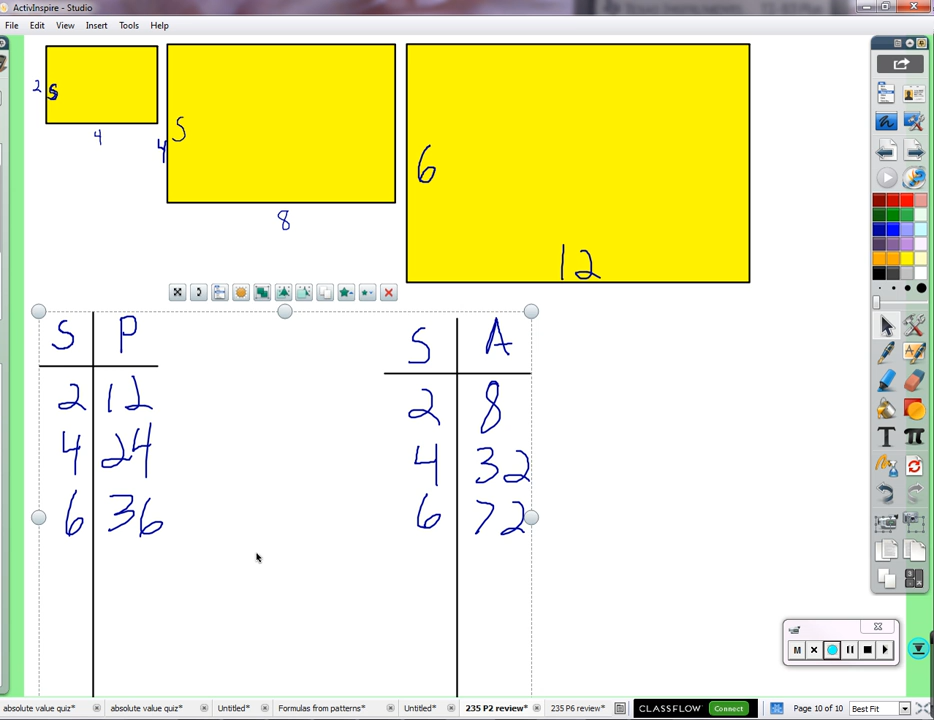 ActivInspire - Studio
File Edit View Insert Tools Help
2 S
4
S
4
8
6
12
S P
2 12
4 24
6 36
S A
2 8
4 32
6 72
M
absolute value quiz* absolute value quiz* Untitled* Formulas from patterns* Untitled* 235 P2 review* 235 P6 review* CLASSFLOW Connect Page 10 of 10 Best Fit